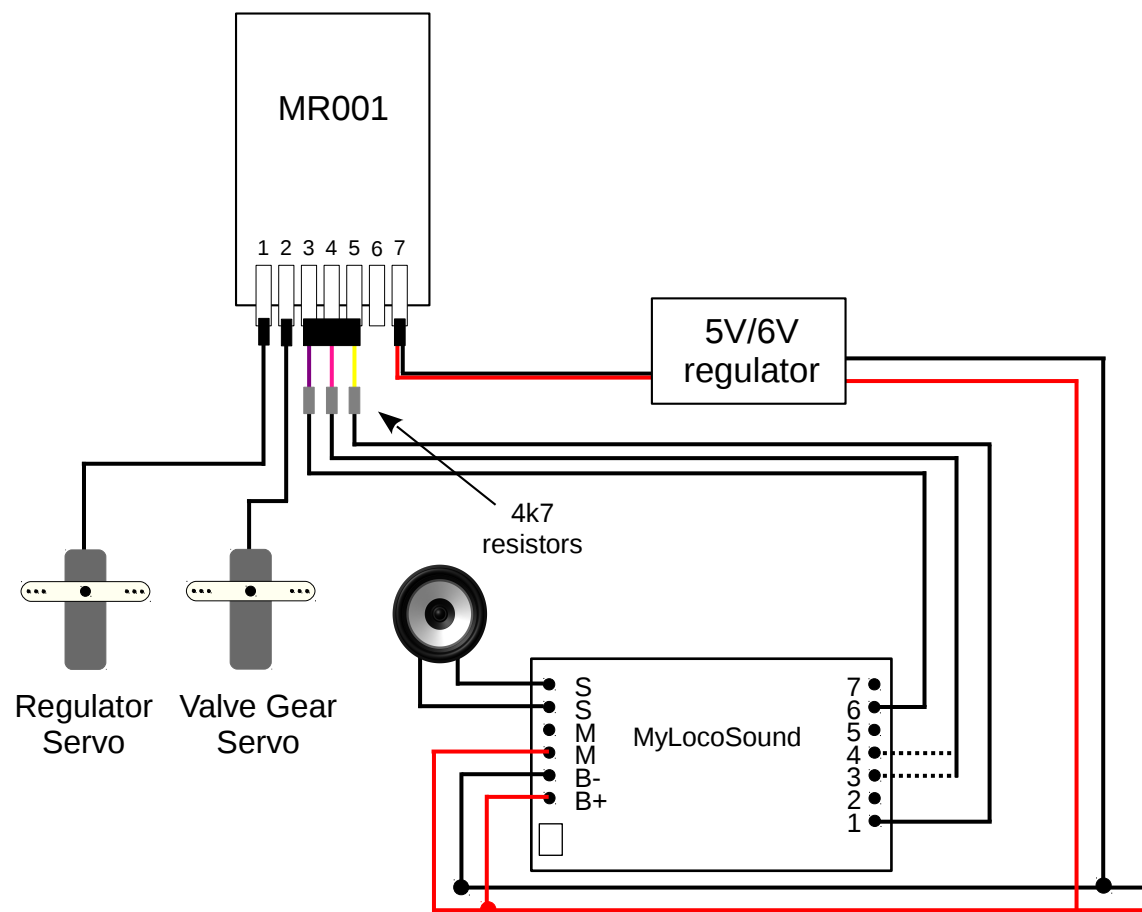 MR001
1 2 3 4 5 6 7
5V/6V
regulator
4k7
resistors
Regulator
Servo
Valve Gear
Servo
MyLocoSound
S
S
M
M
B-
B+
7
6
5
4
3
2
1